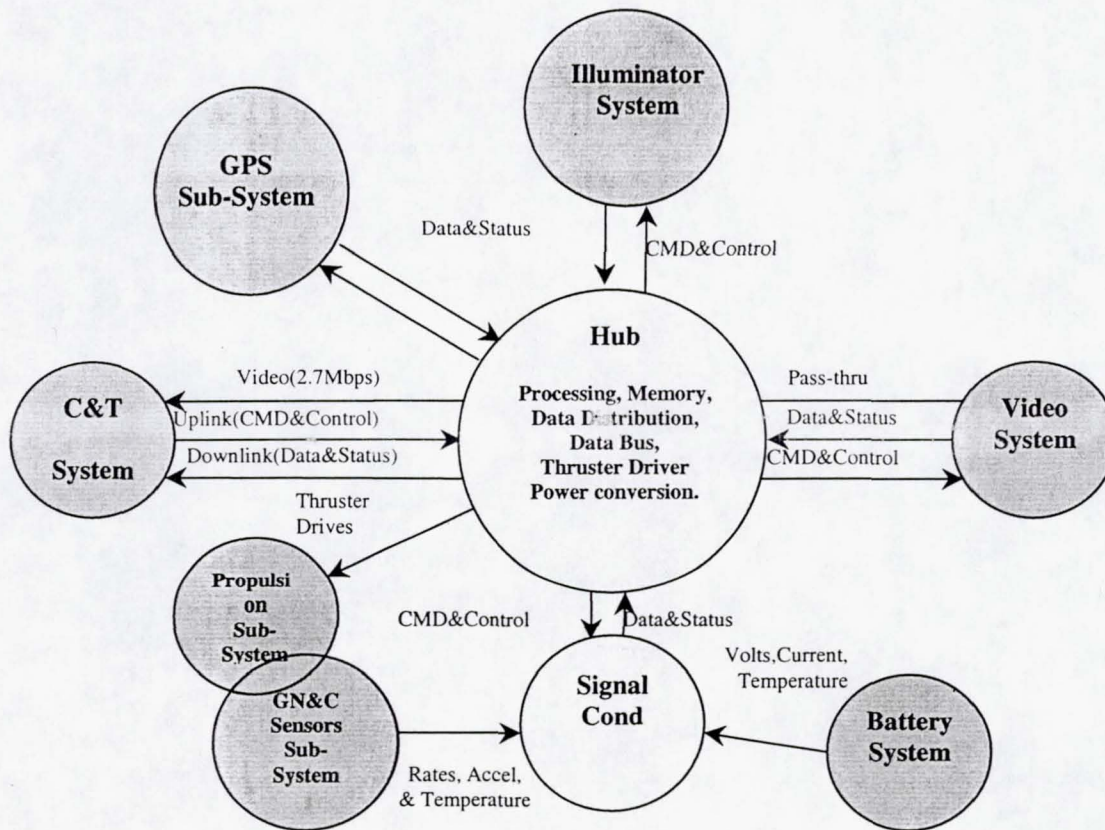 Illuminator
System
GPS
Sub-System
Data&Status
CMD&Control
Hub
Processing, Memory,
Data Distribution,
Data Bus,
Thruster Driver
Power conversion.
Video(2.7Mbps)
Uplink(CMD&Control)
Downlink(Data&Status)
C&T
System
Pass-thru
Data&Status
CMD&Control
Video
System
Thruster
Drives
Propulsi
on
Sub-
System
CMD&Control
Data&Status
GN&C
Sensors
Sub-
System
Signal
Cond
Volts,Current,
Temperature
Battery
System
Rates, Accel,
& Temperature